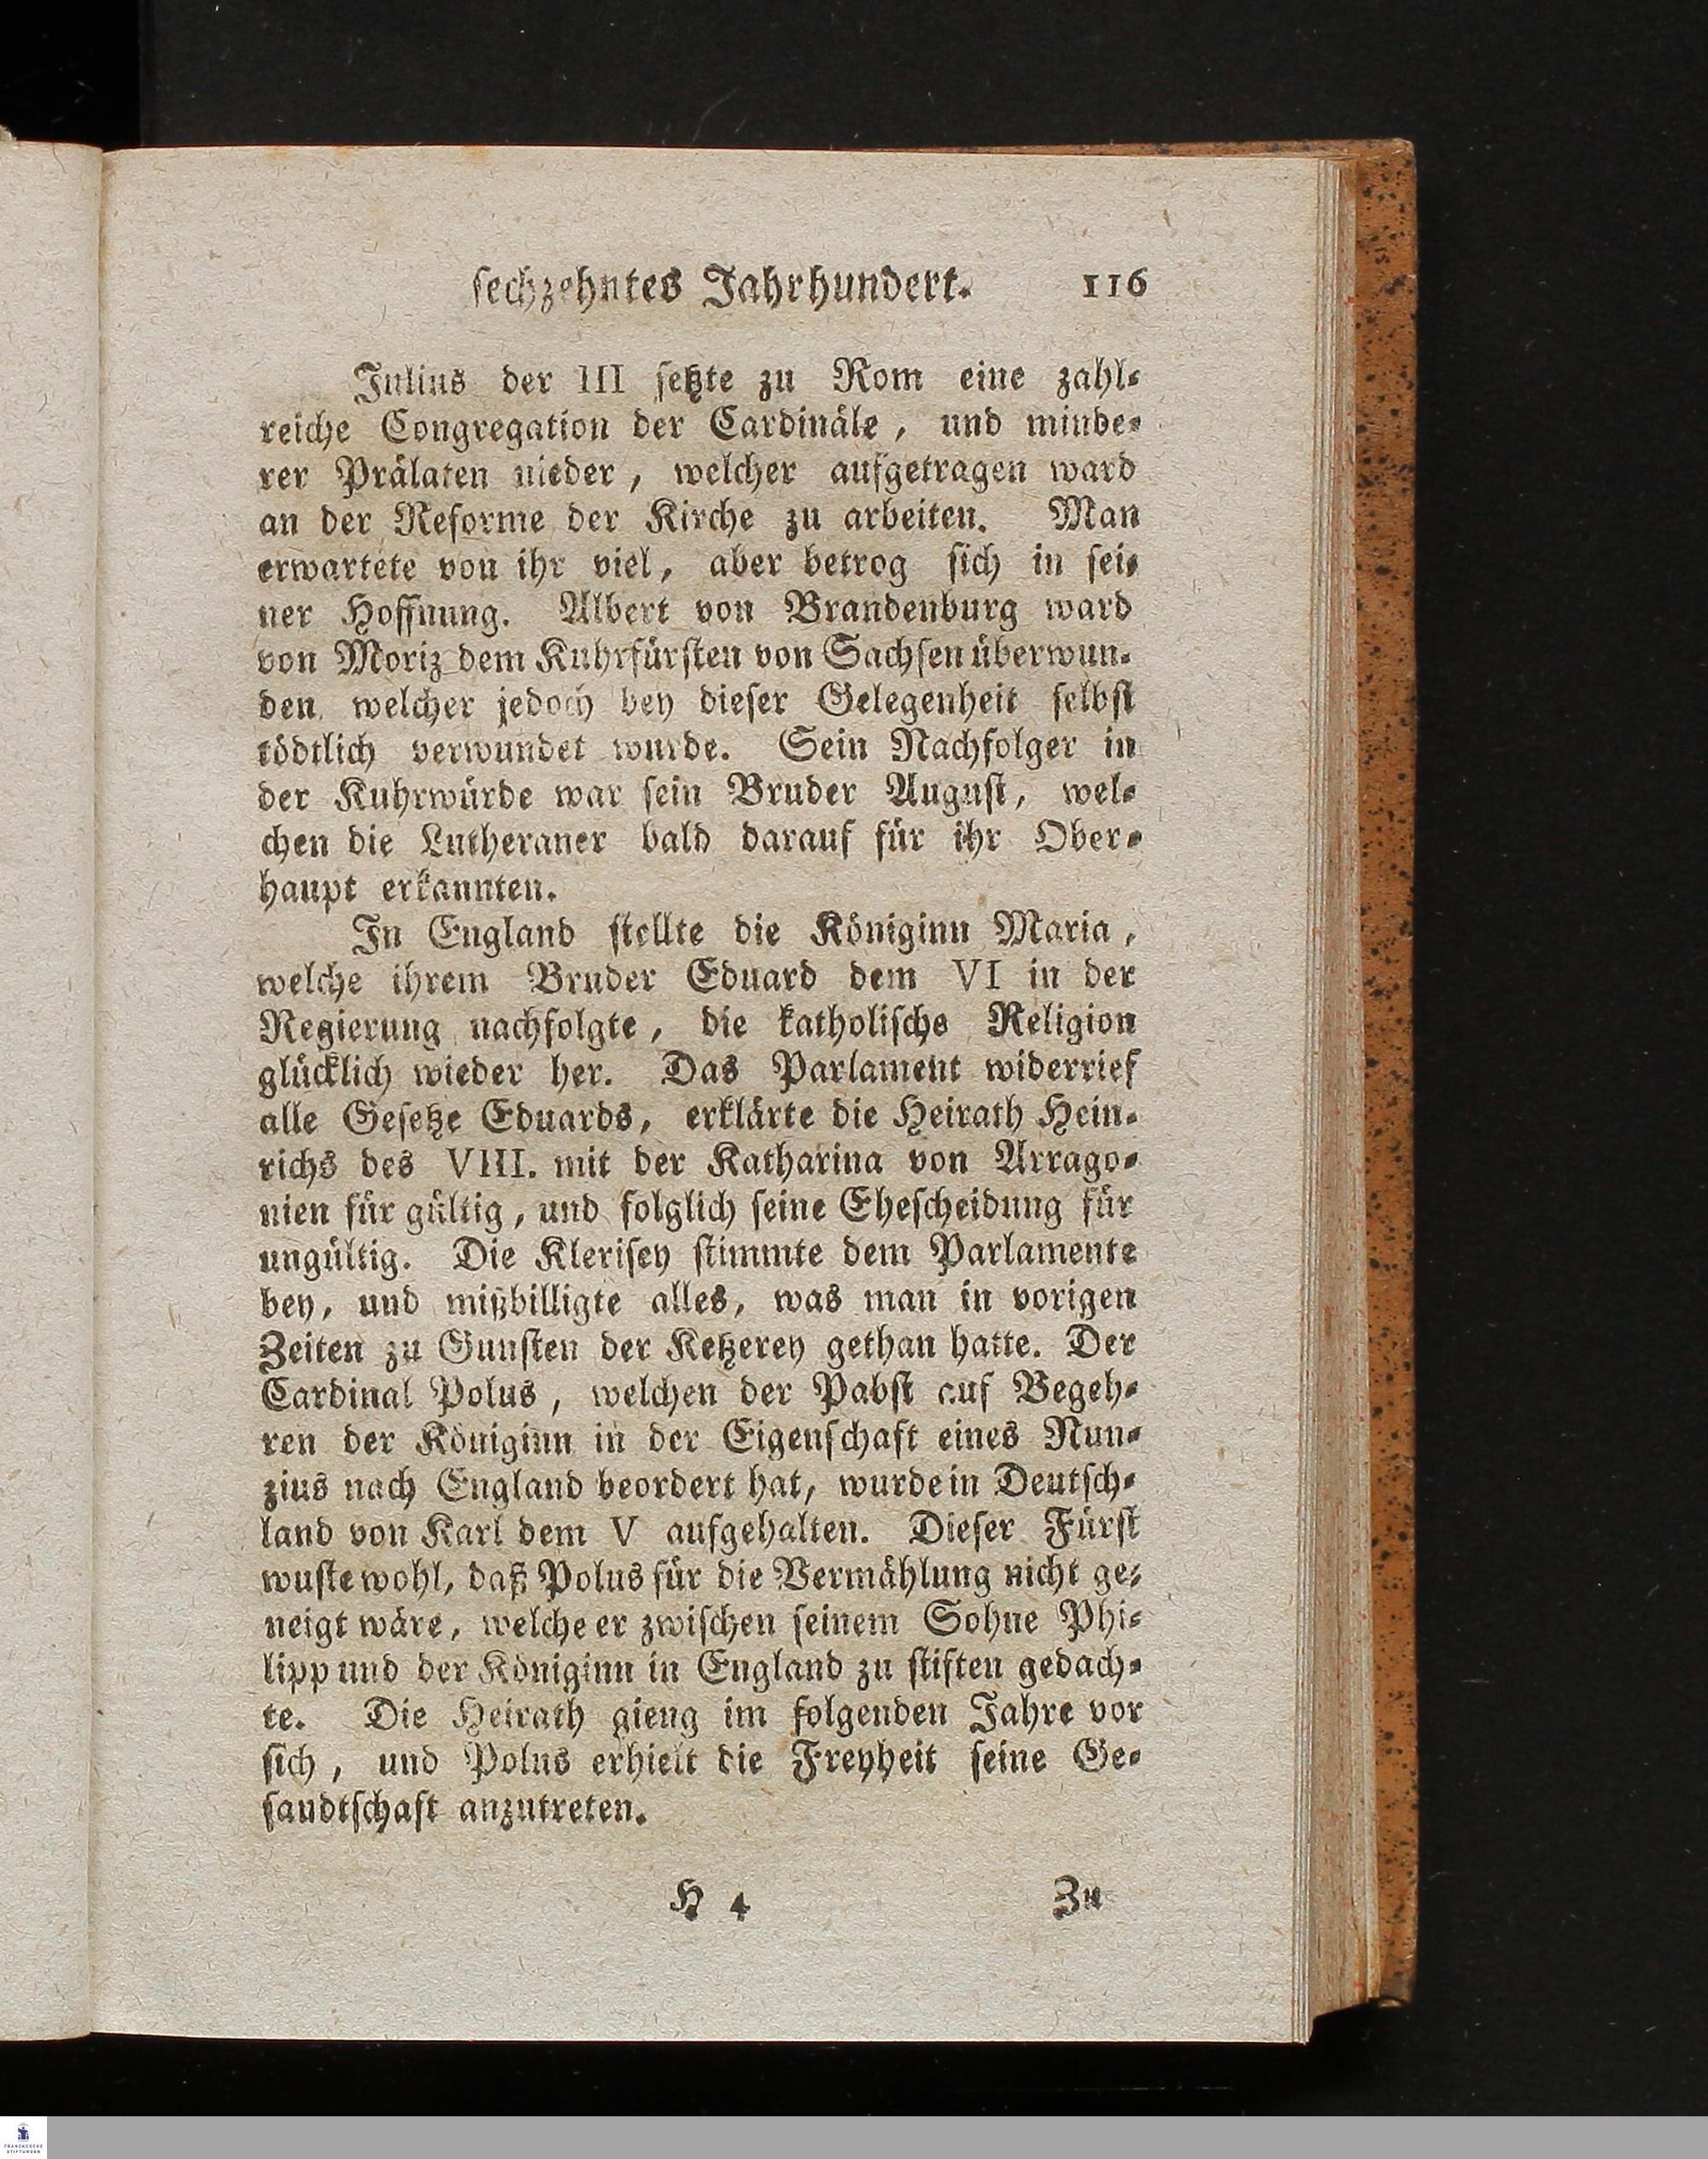 sechzehntes Jahrhundert. 116
Julius der III setzte zu Rom eine zahl-
reiche Congregation der Cardinäle, und minde-
rer Prälaten nieder, welcher aufgetragen ward
an der Reforme der Kirche zu arbeiten. Man
erwartete von ihr viel, aber betrog sich in sei-
ner Hoffnung. Albert von Brandenburg ward
von Moriz dem Kuhrfürsten von Sachsen überwun-
den, welcher jedoch bey dieser Gelegenheit selbst
tödtlich verwundet wurde. Sein Nachfolger in
der Kuhrwürde war sein Bruder August, wel-
chen die Lutheraner bald darauf für ihr Ober-
haupt erkannten.
In England stellte die Königinn Maria,
welche ihrem Bruder Eduard dem VI in der
Regierung nachfolgte, die katholische Religion
glücklich wieder her. Das Parlament widerrief
alle Gesetze Eduards, erklärte die Heirath Hein-
richs des VIII. mit der Katharina von Arrago-
nien für gültig, und folglich seine Ehescheidung für
ungültig. Die Klerisey stimmte dem Parlamente
bey, und mißbilligte alles, was man in vorigen
Zeiten zu Gunsten der Ketzerey gethan hatte. Der
Cardinal Polus, welchen der Pabst auf Begeh-
ren der Königinn in der Eigenschaft eines Nun-
zius nach England beordert hat, wurde in Deutsch-
land von Karl dem V aufgehalten. Dieser Fürst
wuste wohl, daß Polus für die Vermählung nicht ge-
neigt wäre, welche er zwischen seinem Sohne Phi-
lipp und der Königinn in England zu stiften gedach-
te. Die Heirath gieng im folgenden Jahre vor
sich, und Polus erhielt die Freyheit seine Ge-
sandtschaft anzutreten.
H 4 Zu
FRANCKESCHE
STIFTUNGEN